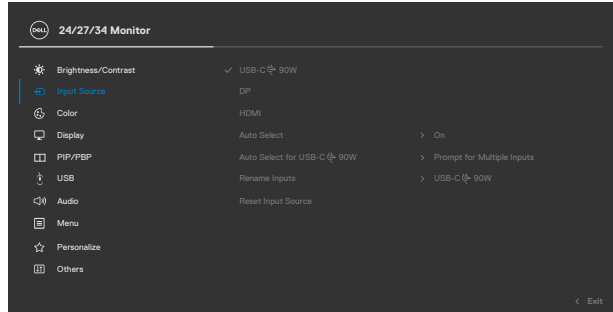 DELL 24/27/34 Monitor
Brightness/Contrast ✓ USB-C 90W
Input Source DP
Color HDMI
Display Auto Select > On
PIP/PBP Auto Select for USB-C 90W > Prompt for Multiple Inputs
USB Rename Inputs > USB-C 90W
Audio Reset Input Source
Menu
Personalize
Others
< Exit